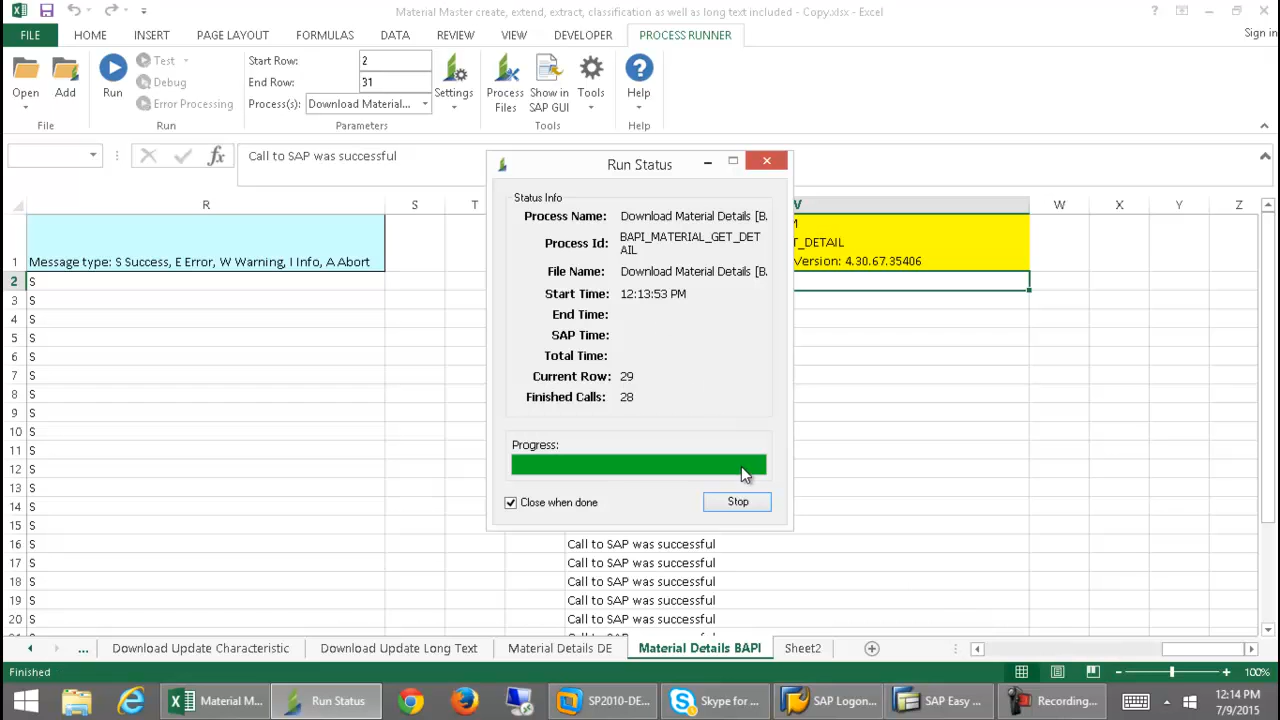 Material Master create, extend, extract, classification as well as long text included - Copy.xlsx - Excel
FILE HOME INSERT PAGE LAYOUT FORMULAS DATA REVIEW VIEW DEVELOPER PROCESS RUNNER Sign in
Open
Add
File
Run
Test
Debug
Error Processing
Run
Start Row: 2
End Row: 31
Process(s): Download Material...
Parameters
Settings
Process Files
Show in SAP GUI
Tools
Tools
Help
Help
fx Call to SAP was successful
R S T V W X Y Z
1 Message type: S Success, E Error, W Warning, I Info, A Abort
T_DETAIL
Version: 4.30.67.35406
2 S
3 S
4 S
5 S
6 S
7 S
8 S
9 S
10 S
11 S
12 S
13 S
14 S
15 S
16 S Call to SAP was successful
17 S Call to SAP was successful
18 S Call to SAP was successful
19 S Call to SAP was successful
20 S Call to SAP was successful
Run Status
Status Info
Process Name: Download Material Details [B.
Process Id: BAPI_MATERIAL_GET_DET
AIL
File Name: Download Material Details [B.
Start Time: 12:13:53 PM
End Time:
SAP Time:
Total Time:
Current Row: 29
Finished Calls: 28
Progress:
Close when done
Stop
... Download Update Characteristic Download Update Long Text Material Details DE Material Details BAPI Sheet2
Finished 100%
Material M... Run Status SP2010-DE... Skype for ... SAP Logon... SAP Easy ... Recording...
12:14 PM
7/9/2015